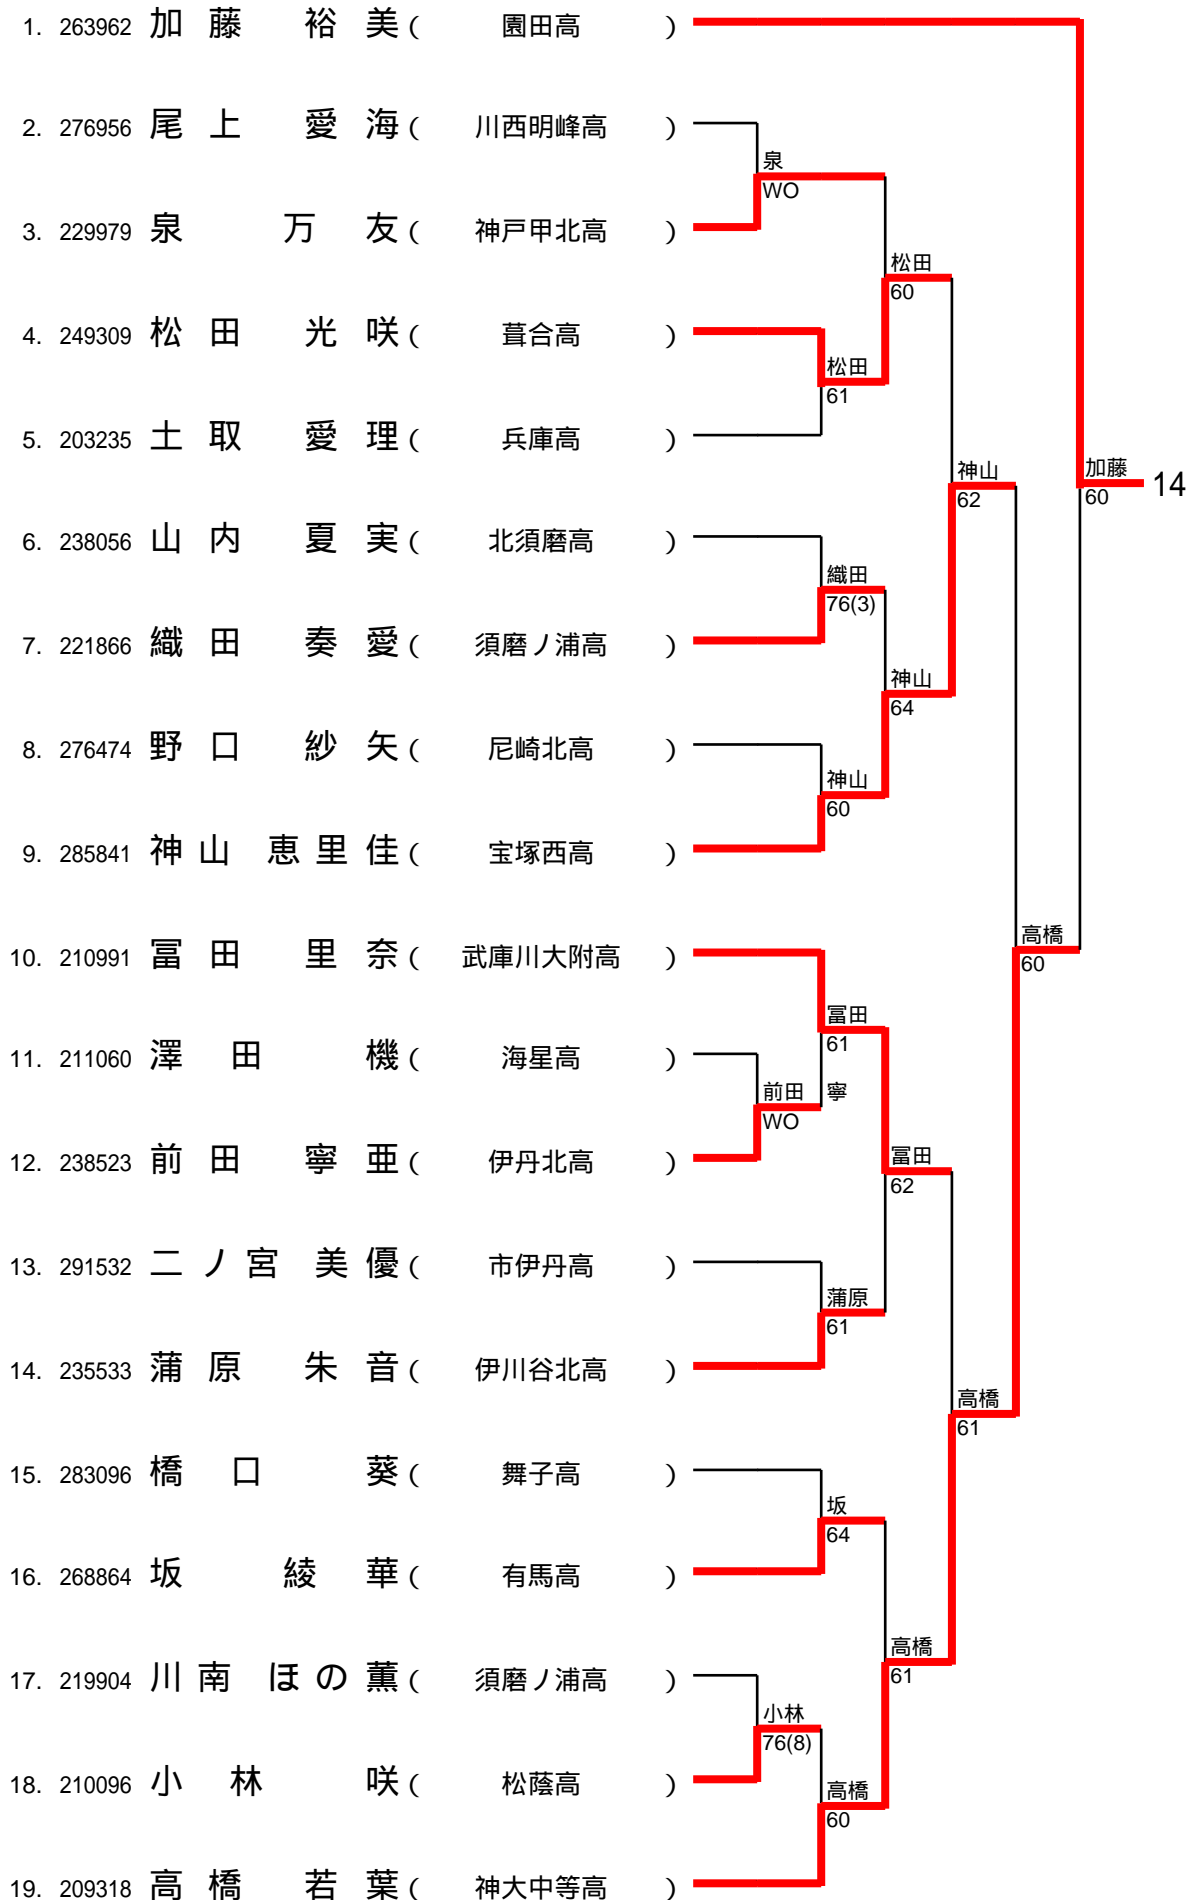 1. 263962 加藤 裕美 ( 園田高 )
2. 276956 尾上 愛海 ( 川西明峰高 )
泉
WO
3. 229979 泉 万友 ( 神戸甲北高 )
松田
60
4. 249309 松田 光咲 ( 葺合高 )
松田
61
5. 203235 土取 愛理 ( 兵庫高 )
神山
62
加藤
60
14
6. 238056 山内 夏実 ( 北須磨高 )
織田
76(3)
7. 221866 織田 奏愛 ( 須磨ノ浦高 )
神山
64
8. 276474 野口 紗矢 ( 尼崎北高 )
神山
60
9. 285841 神山 恵里佳 ( 宝塚西高 )
高橋
60
10. 210991 冨田 里奈 ( 武庫川大附高 )
冨田
61
11. 211060 澤田 機 ( 海星高 )
前田 寧
WO
12. 238523 前田 寧亜 ( 伊丹北高 )
冨田
62
13. 291532 二ノ宮 美優 ( 市伊丹高 )
蒲原
61
14. 235533 蒲原 朱音 ( 伊川谷北高 )
高橋
61
15. 283096 橋口 葵 ( 舞子高 )
坂
64
16. 268864 坂 綾華 ( 有馬高 )
高橋
61
17. 219904 川南 ほの薫 ( 須磨ノ浦高 )
小林
76(8)
18. 210096 小林 咲 ( 松蔭高 )
高橋
60
19. 209318 高橋 若葉 ( 神大中等高 )